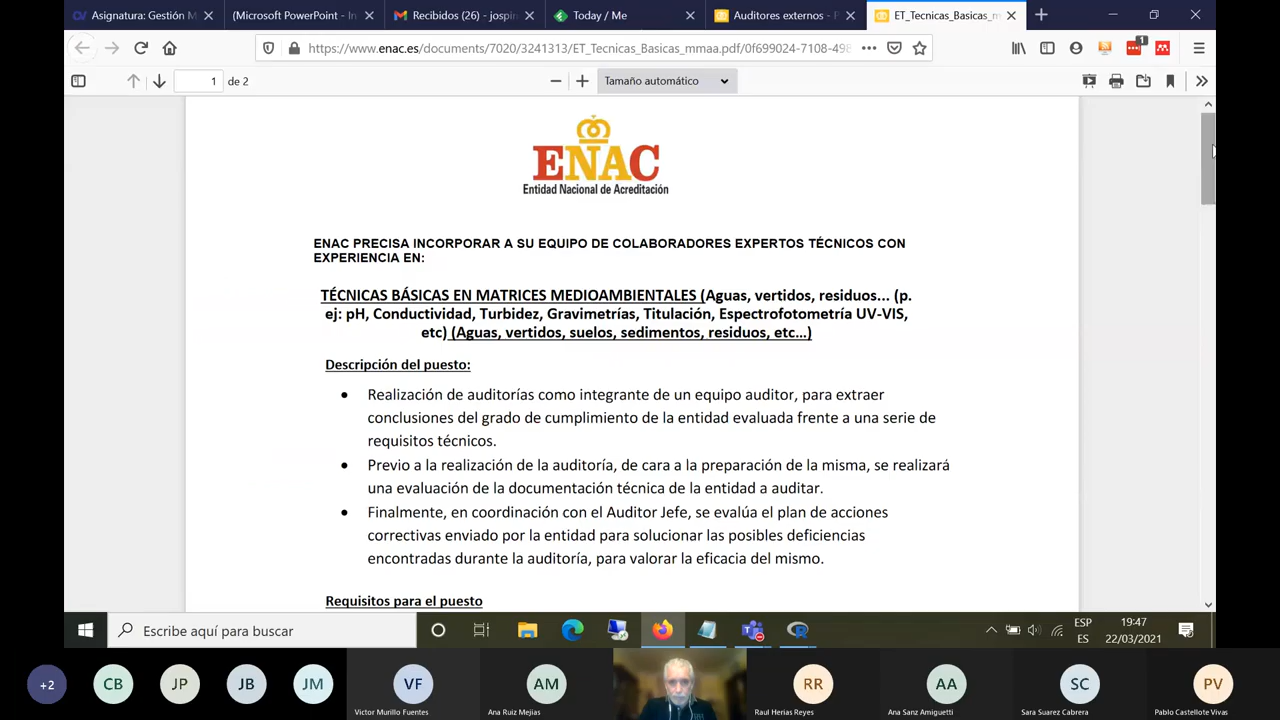 Asignatura: Gestión M
(Microsoft PowerPoint - In
Recibidos (26) - jospin
Today / Me
Auditores externos - P
ET_Tecnicas_Basicas_m
https://www.enac.es/documents/7020/3241313/ET_Tecnicas_Basicas_mmaa.pdf/0f699024-7108-498
1
1 de 2
Tamaño automático
ENAC
Entidad Nacional de Acreditación
ENAC PRECISA INCORPORAR A SU EQUIPO DE COLABORADORES EXPERTOS TÉCNICOS CON
EXPERIENCIA EN:
TÉCNICAS BÁSICAS EN MATRICES MEDIOAMBIENTALES (Aguas, vertidos, residuos... (p.
ej: pH, Conductividad, Turbidez, Gravimetrías, Titulación, Espectrofotometría UV-VIS,
etc) (Aguas, vertidos, suelos, sedimentos, residuos, etc...)
Descripción del puesto:
• Realización de auditorías como integrante de un equipo auditor, para extraer
conclusiones del grado de cumplimiento de la entidad evaluada frente a una serie de
requisitos técnicos.
• Previo a la realización de la auditoría, de cara a la preparación de la misma, se realizará
una evaluación de la documentación técnica de la entidad a auditar.
• Finalmente, en coordinación con el Auditor Jefe, se evalúa el plan de acciones
correctivas enviado por la entidad para solucionar las posibles deficiencias
encontradas durante la auditoría, para valorar la eficacia del mismo.
Requisitos para el puesto
Escribe aquí para buscar
ESP
ES
19:47
22/03/2021
+2
CB
JP
JB
JM
VF
AM
RR
AA
SC
PV
Victor Murillo Fuentes
Ana Ruiz Mejias
Raul Herias Reyes
Ana Sanz Amiguetti
Sara Suarez Cabrera
Pablo Castellote Vivas